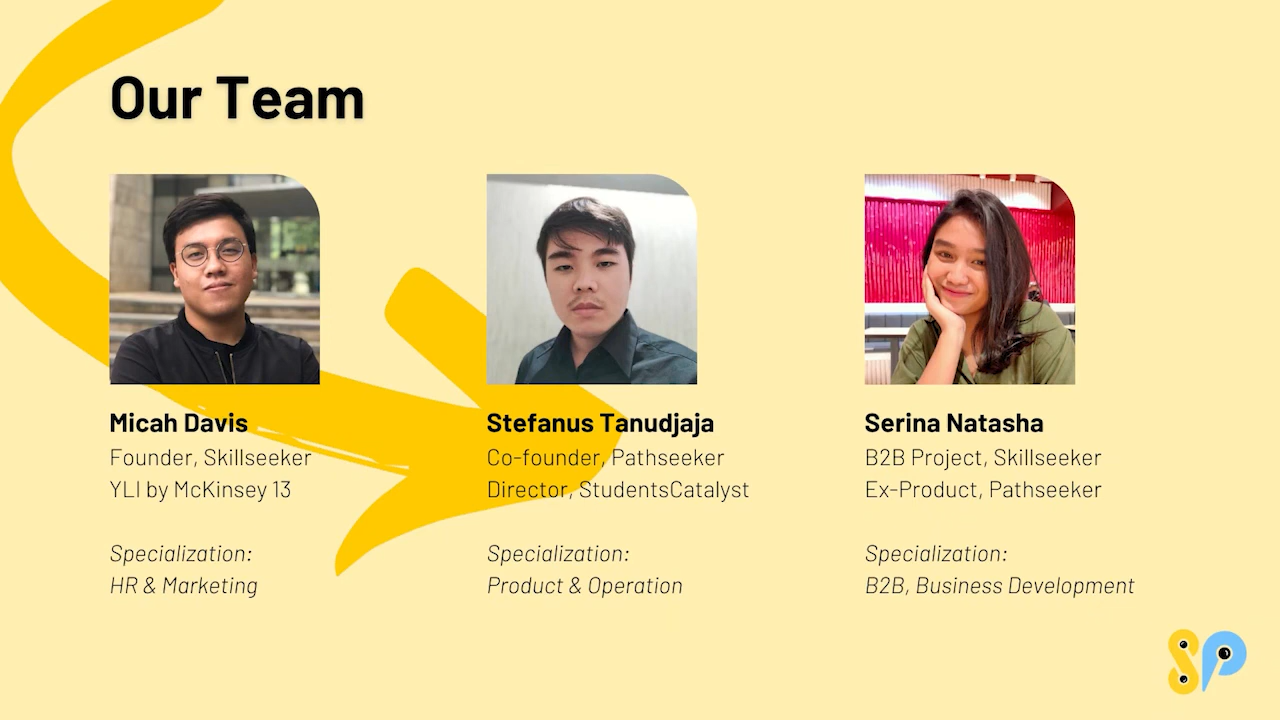 Our Team
Micah Davis
Founder, Skillseeker
YLI by McKinsey 13
Specialization:
HR & Marketing
Stefanus Tanudjaja
Co-founder, Pathseeker
Director, StudentsCatalyst
Specialization:
Product & Operation
Serina Natasha
B2B Project, Skillseeker
Ex-Product, Pathseeker
Specialization:
B2B, Business Development
SP